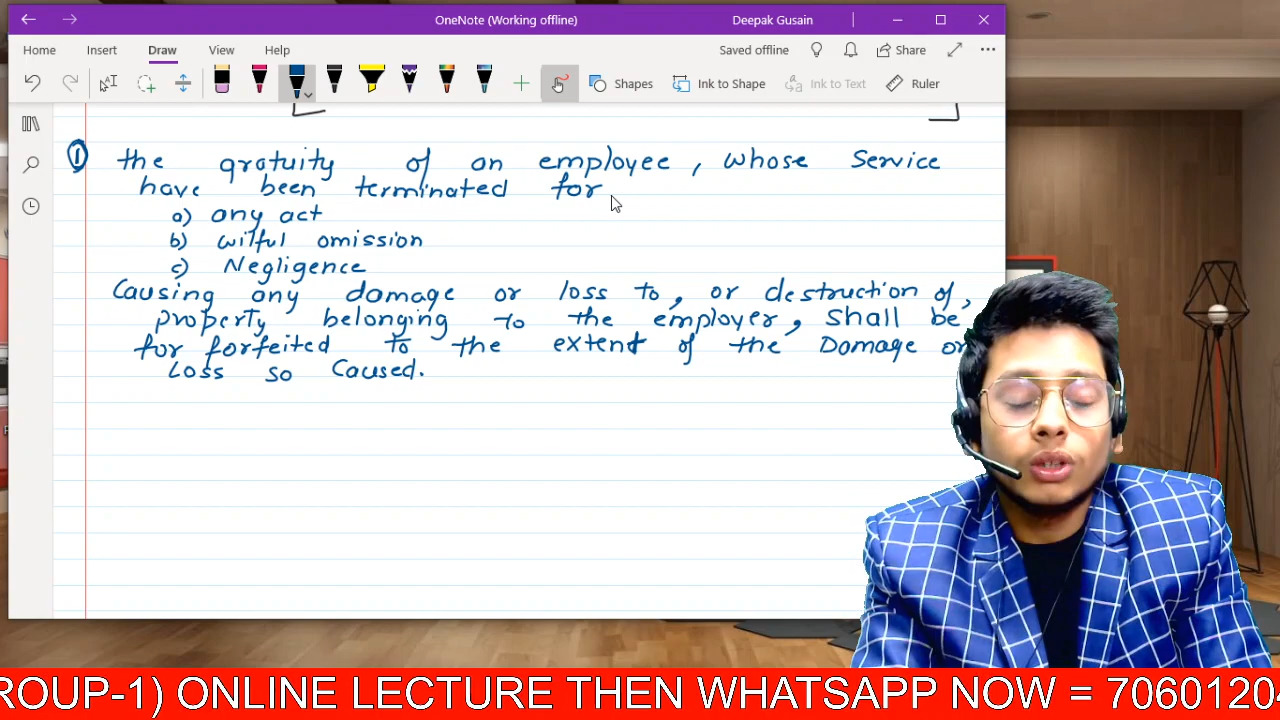 OneNote (Working offline)
Deepak Gusain
Home
Insert
Draw
View
Help
Saved offline
Share
Shapes
Ink to Shape
Ink to Text
Ruler
1 the gratuity of an employee, whose Service
have been terminated for
a) any act
b) wilful omission
c) Negligence
Causing any damage or loss to, or destruction of,
property belonging to the employer, shall be
for forfeited to the extent of the Damage or
Loss so Caused.
ROUP-1) ONLINE LECTURE THEN WHATSAPP NOW = 7060120